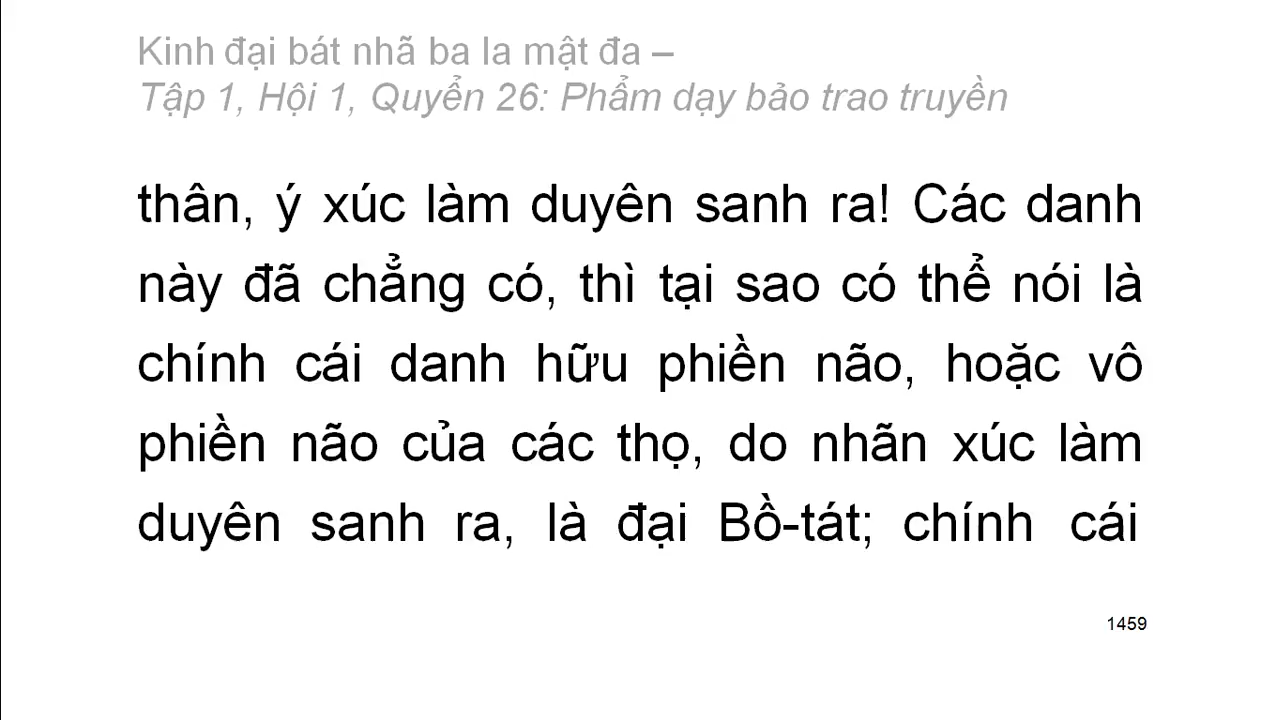 Kinh đại bát nhã ba la mật đa –
Tập 1, Hội 1, Quyển 26: Phẩm dạy bảo trao truyền
thân, ý xúc làm duyên sanh ra! Các danh
này đã chẳng có, thì tại sao có thể nói là
chính cái danh hữu phiền não, hoặc vô
phiền não của các thọ, do nhãn xúc làm
duyên sanh ra, là đại Bồ-tát; chính cái
1459